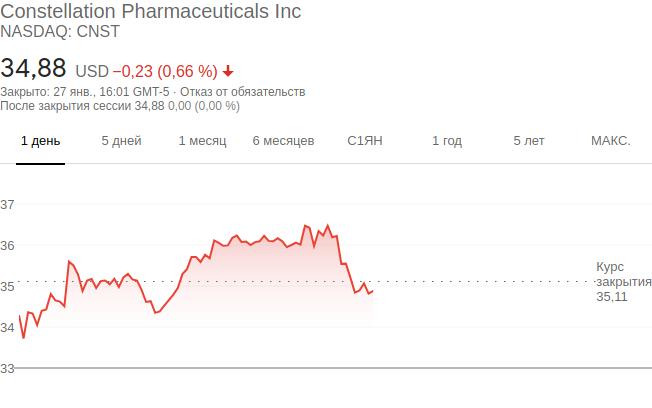 Constellation Pharmaceuticals Inc
NASDAQ: CNST
34,88 USD −0,23 (0,66 %)
Закрыто: 27 янв., 16:01 GMT-5 · Отказ от обязательств
После закрытия сессии 34,88 0,00 (0,00 %)
1 день 5 дней 1 месяц 6 месяцев С1ЯН 1 год 5 лет МАКС.
37
36
Курс
закрытия
35,11
35
34
33